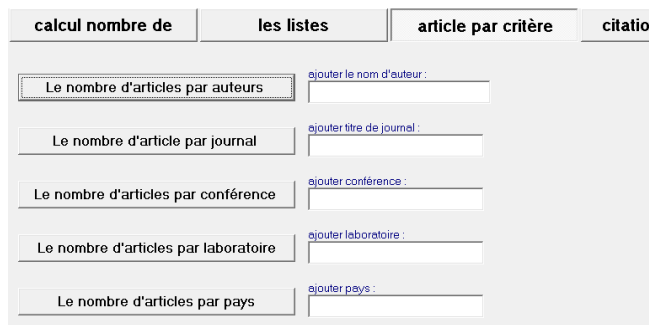 calcul nombre de les listes article par critère citatio
ajouter le nom d'auteur :
Le nombre d'articles par auteurs
ajouter titre de journal :
Le nombre d'article par journal
ajouter conférence :
Le nombre d'articles par conférence
ajouter laboratoire :
Le nombre d'articles par laboratoire
ajouter pays :
Le nombre d'articles par pays